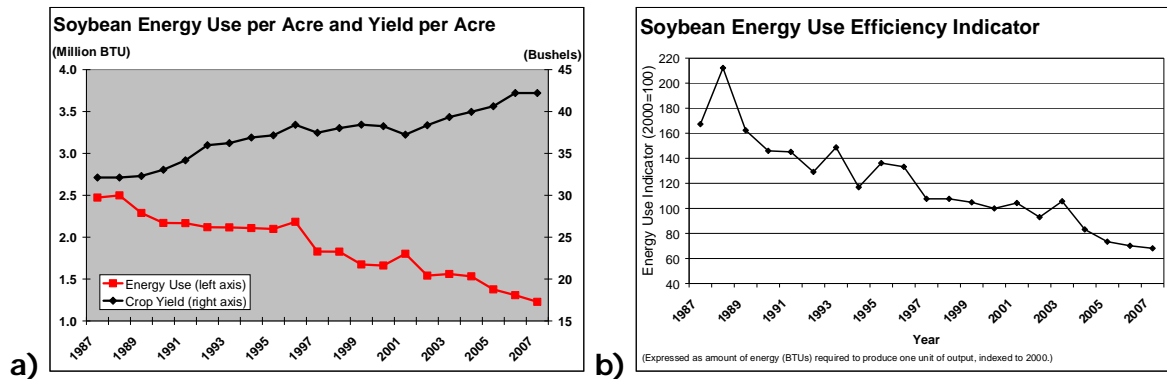 Soybean Energy Use per Acre and Yield per Acre
(Million BTU)
(Bushels)
4.0
3.5
3.0
2.5
2.0
1.5
1.0
45
40
35
30
25
20
15
Energy Use (left axis)
Crop Yield (right axis)
1987 1989 1991 1993 1995 1997 1999 2001 2003 2005 2007
a)
Soybean Energy Use Efficiency Indicator
Energy Use Indicator (2000=100)
220
200
180
160
140
120
100
80
60
40
1987 1989 1991 1993 1995 1997 1999 2001 2003 2005 2007
Year
(Expressed as amount of energy (BTUs) required to produce one unit of output, indexed to 2000.)
b)